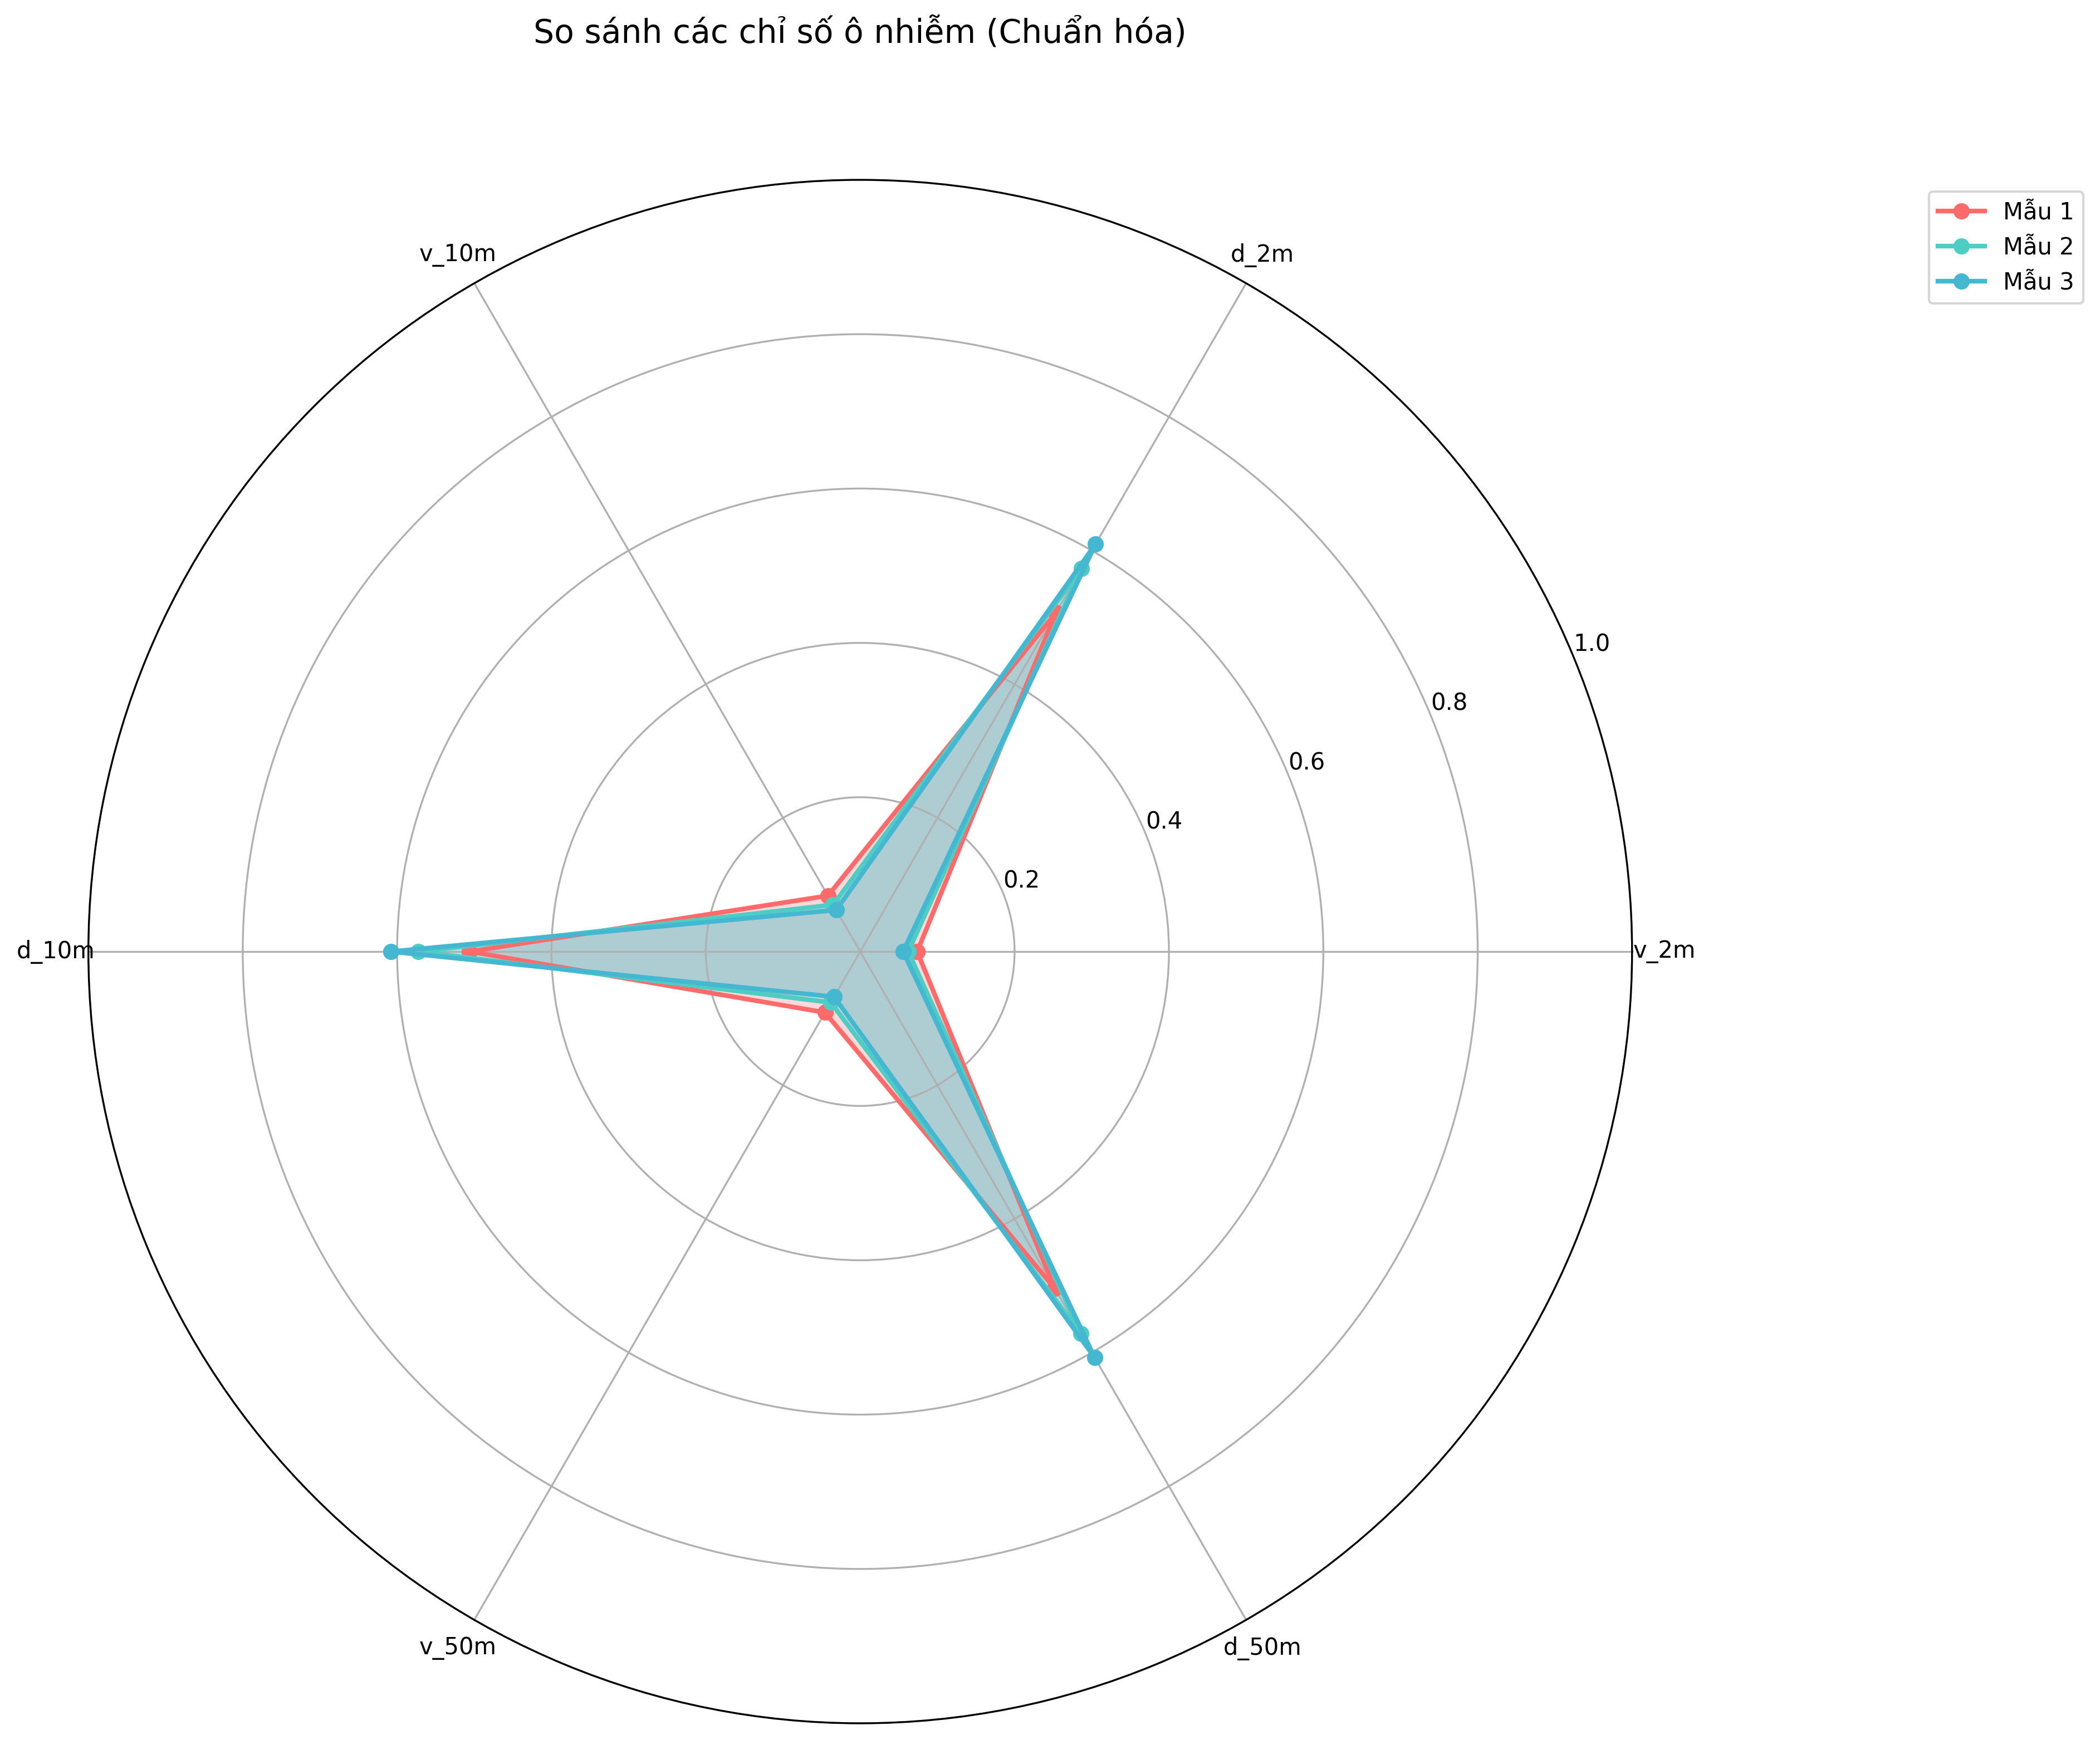 So sánh các chỉ số ô nhiễm (Chuẩn hóa)
Mẫu 1
Mẫu 2
Mẫu 3
v_10m
d_2m
1.0
0.8
0.6
0.4
0.2
d_10m
v_2m
v_50m
d_50m